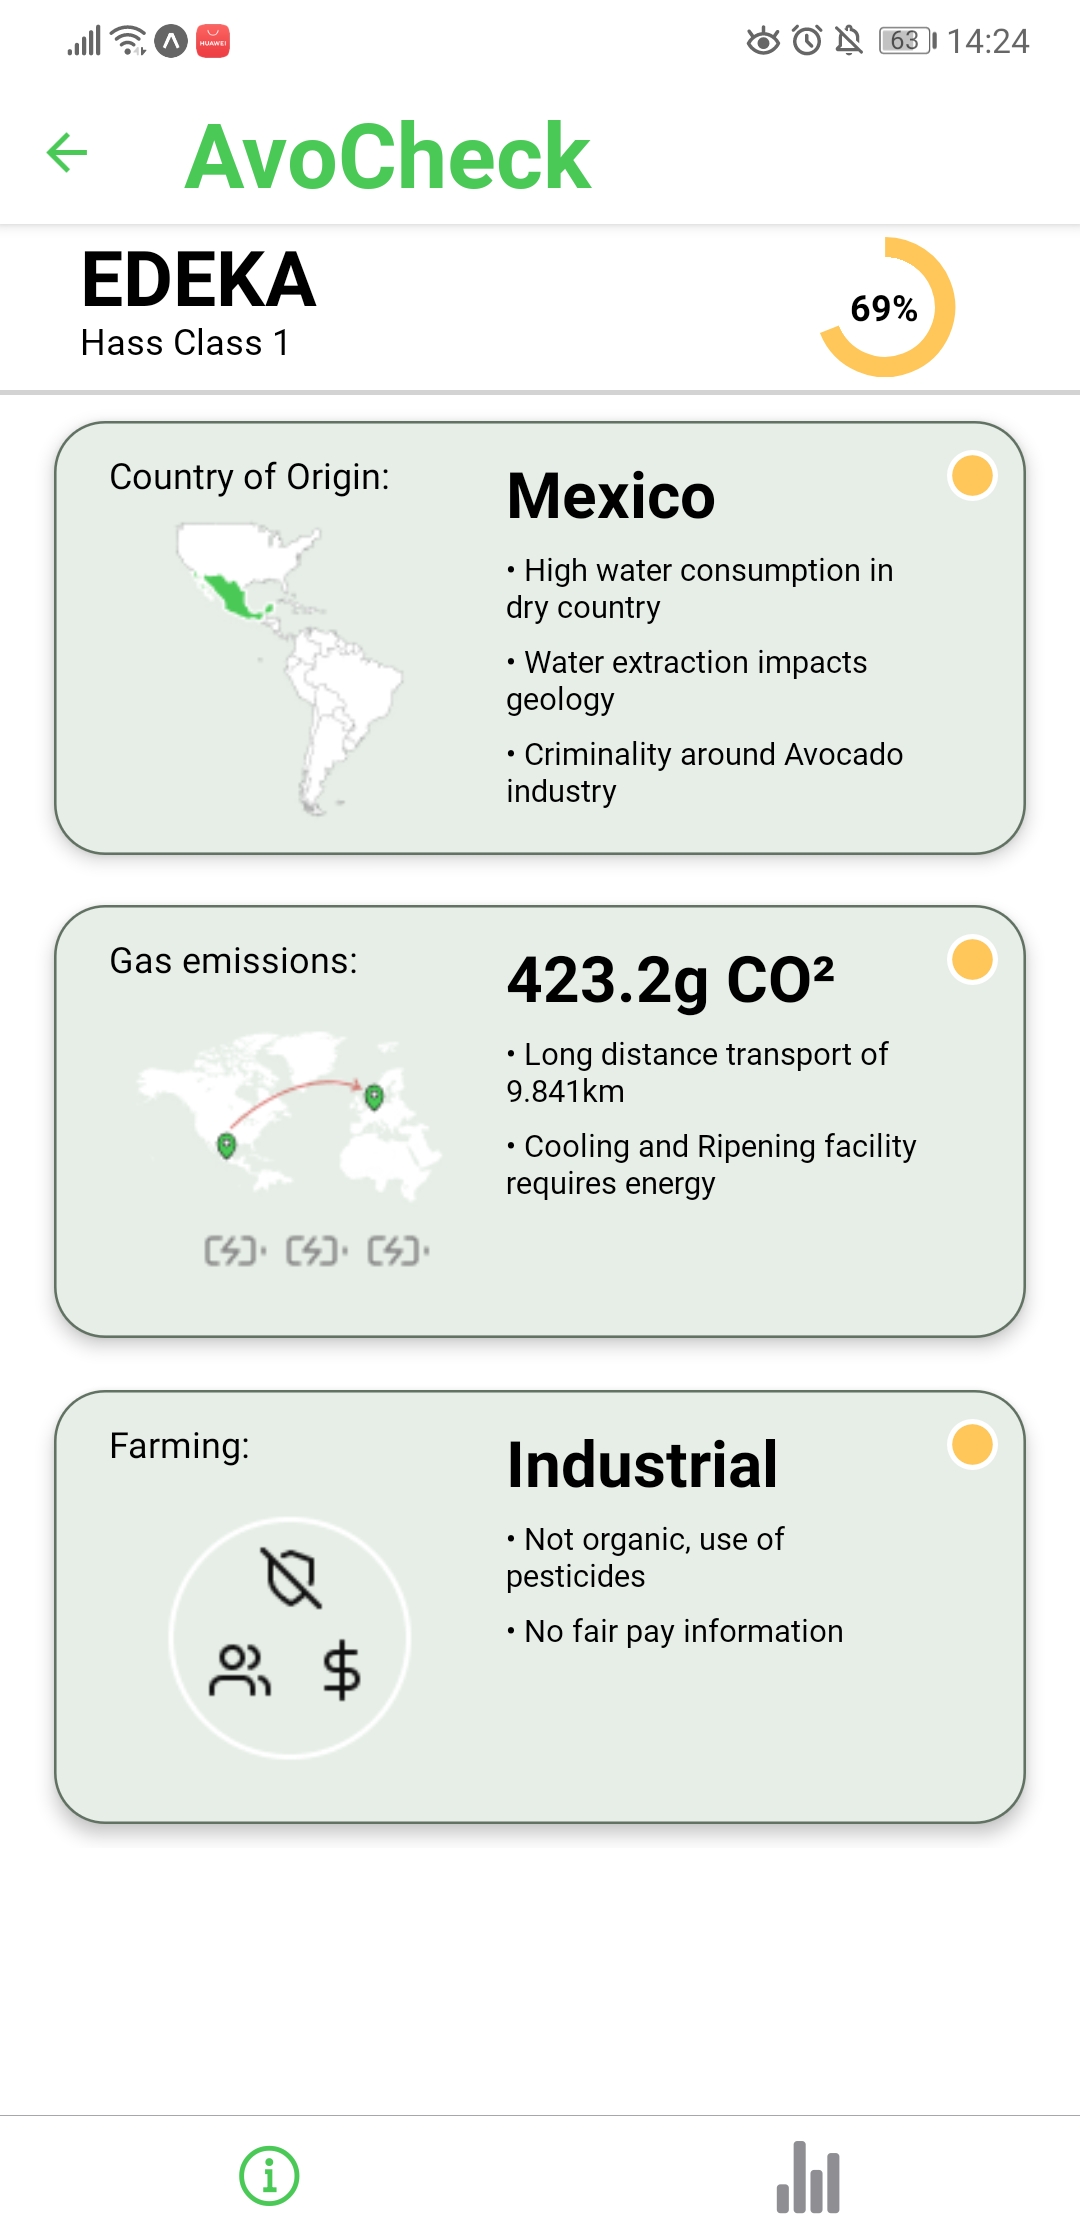 HUAWEI
63 14:24
AvoCheck
EDEKA
Hass Class 1
69%
Country of Origin:
Mexico
• High water consumption in
dry country
• Water extraction impacts
geology
• Criminality around Avocado
industry
Gas emissions:
423.2g CO²
• Long distance transport of
9.841km
• Cooling and Ripening facility
requires energy
Farming:
Industrial
• Not organic, use of
pesticides
• No fair pay information